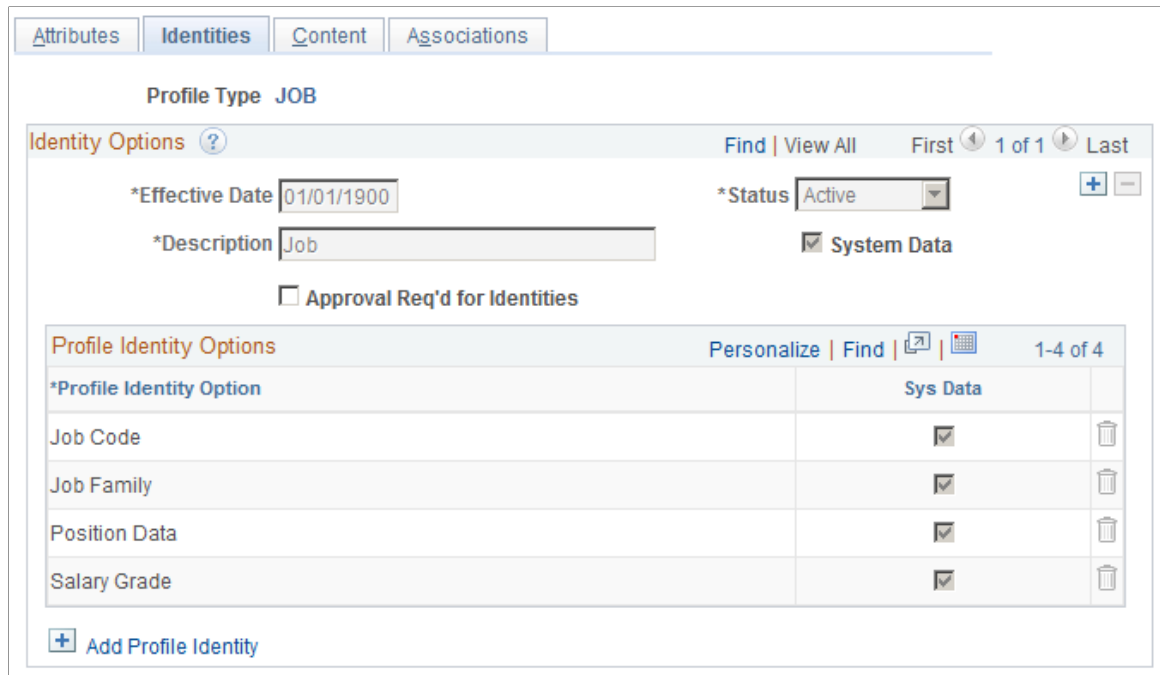 Attributes Identities Content Associations
Profile Type JOB
Identity Options ? Find | View All First 1 of 1 Last
*Effective Date 01/01/1900 *Status Active
*Description Job System Data
Approval Req'd for Identities
Profile Identity Options Personalize | Find | | 1-4 of 4
*Profile Identity Option Sys Data
Job Code
Job Family
Position Data
Salary Grade
Add Profile Identity